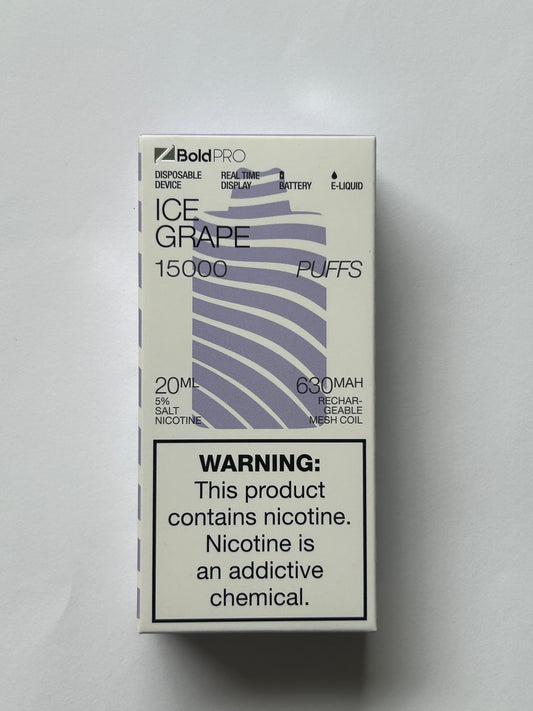 BoldPRO
DISPOSABLE DEVICE
REAL TIME DISPLAY
BATTERY
E-LIQUID
ICE
GRAPE
15000 PUFFS
20ML
5%
SALT
NICOTINE
630MAH
RECHAR-
GEABLE
MESH COIL
WARNING:
This product
contains nicotine.
Nicotine is
an addictive
chemical.